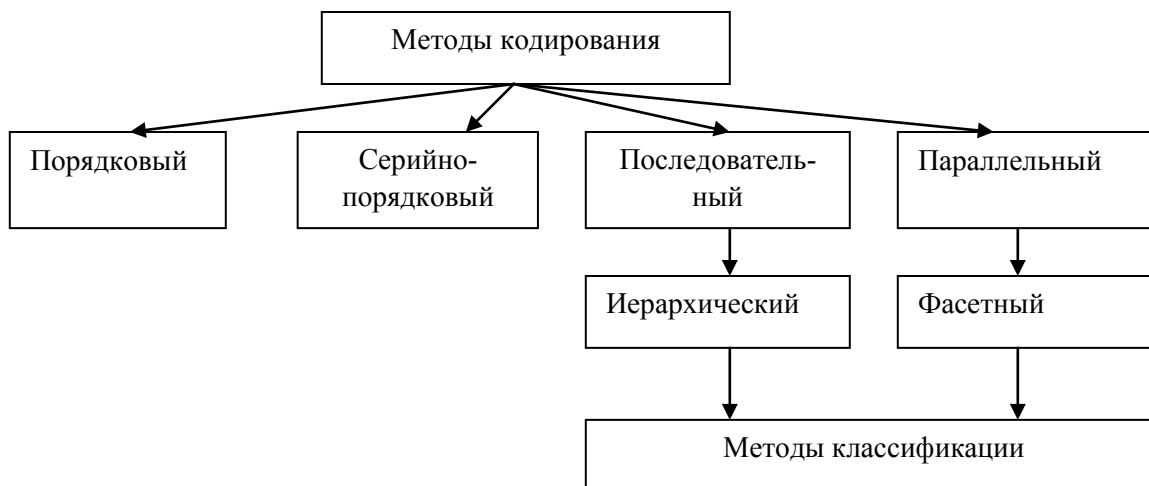 Методы кодирования
Порядковый
Серийно-
порядковый
Последователь-
ный
Параллельный
Иерархический
Фасетный
Методы классификации